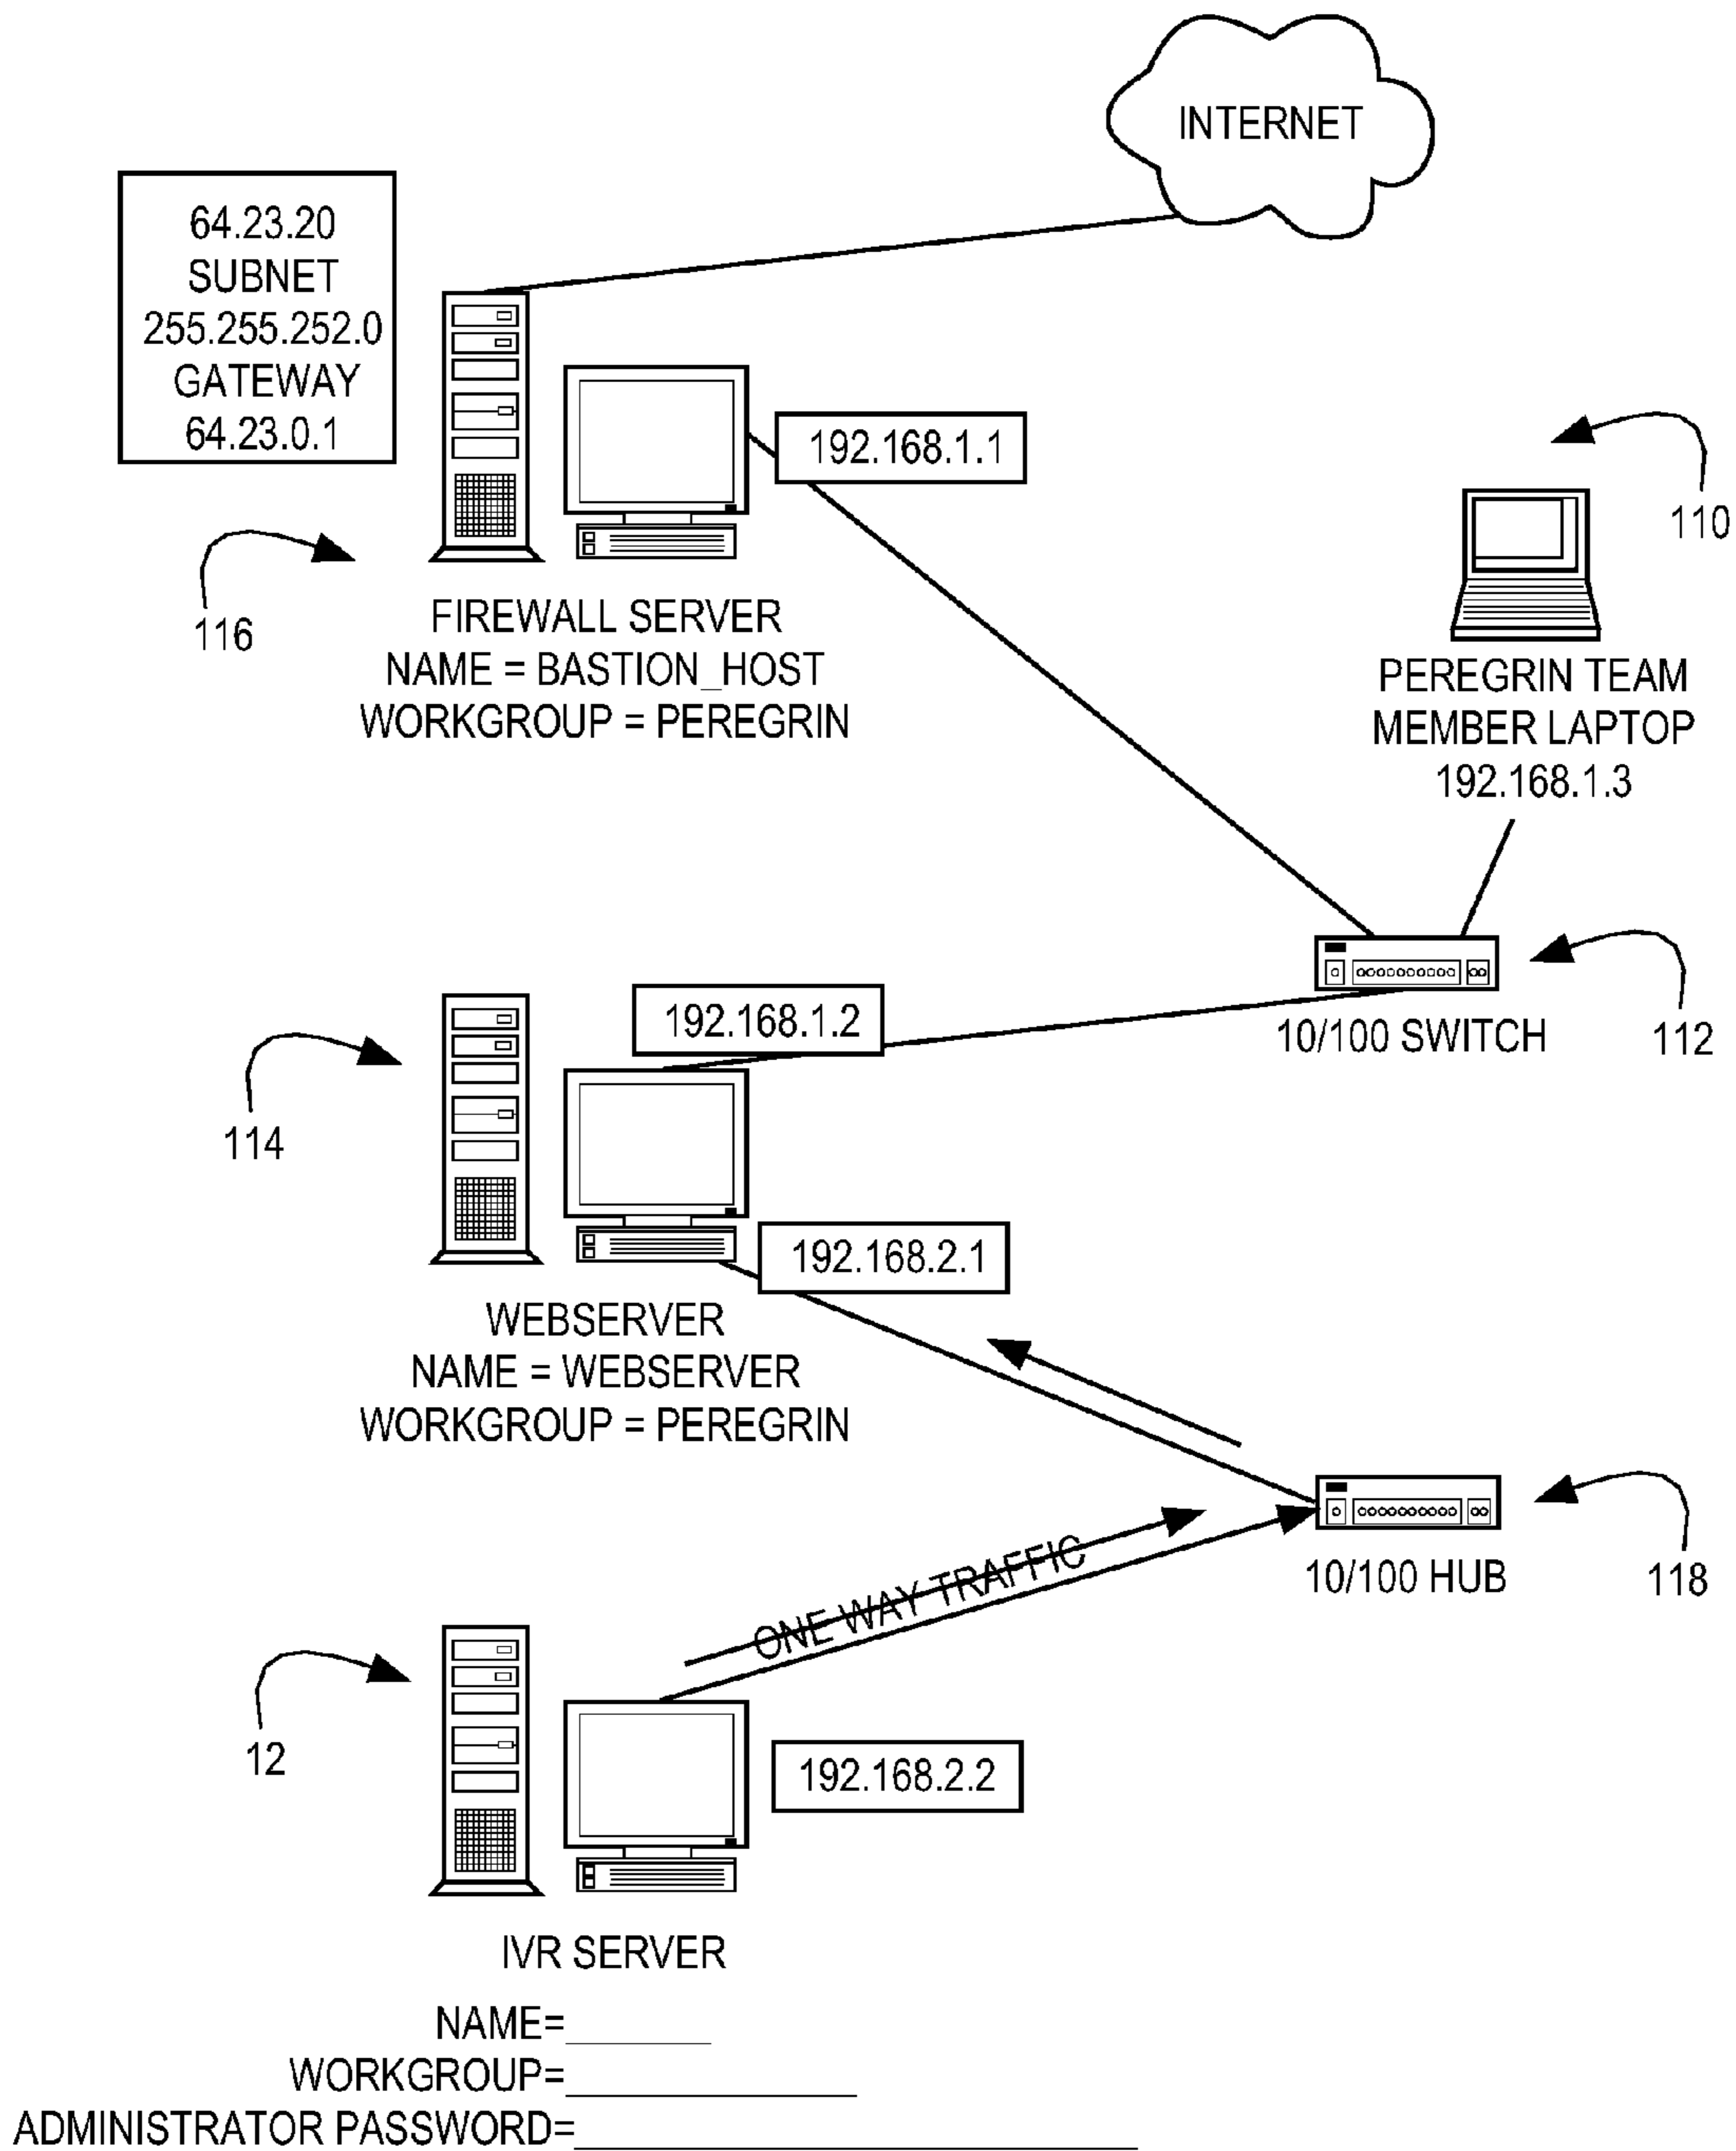 INTERNET
64.23.20
SUBNET
255.255.252.0
GATEWAY
64.23.0.1
192.168.1.1
110
116
FIREWALL SERVER
NAME = BASTION_HOST
WORKGROUP = PEREGRIN
PEREGRIN TEAM
MEMBER LAPTOP
192.168.1.3
192.168.1.2
10/100 SWITCH
112
114
192.168.2.1
WEBSERVER
NAME = WEBSERVER
WORKGROUP = PEREGRIN
ONE WAY TRAFFIC
10/100 HUB
118
12
192.168.2.2
IVR SERVER
NAME=_______
WORKGROUP=____________
ADMINISTRATOR PASSWORD=_______________________